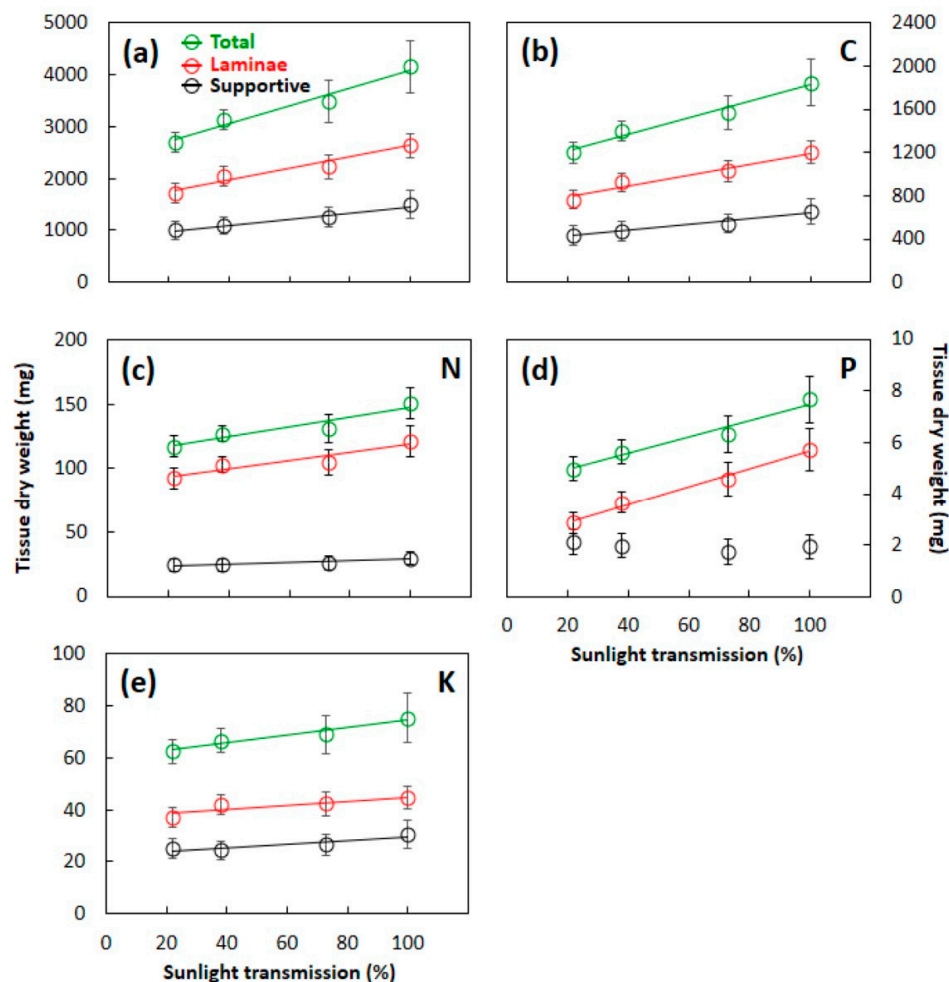 5000
4000
3000
2000
1000
0
(a)
Total
Laminae
Supportive
(b)
C
2400
2000
1600
1200
800
400
0
Tissue dry weight (mg)
200
150
100
50
0
(c)
N
(d)
P
10
8
6
4
2
0
Tissue dry weight (mg)
0 20 40 60 80 100
Sunlight transmission (%)
100
80
60
40
20
0
(e)
K
0 20 40 60 80 100
Sunlight transmission (%)